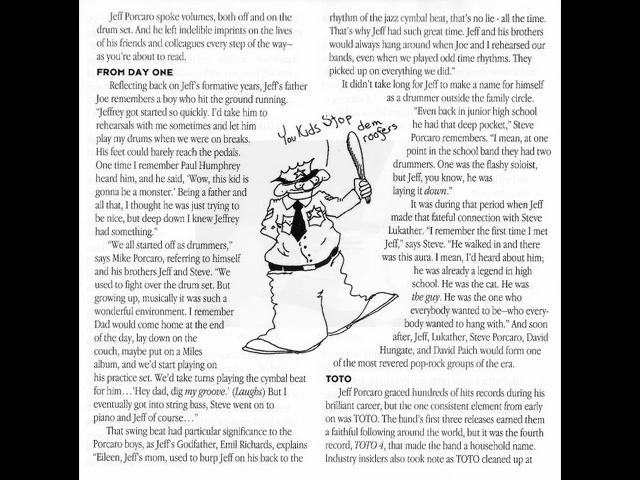 Jeff Porcaro spoke volumes, both off and on the
drum set. And he left indelible imprints on the lives
of his friends and colleagues every step of the way—
as you're about to read.
FROM DAY ONE
Reflecting back on Jeff's formative years, Jeff's father
Joe remembers a boy who hit the ground running.
"Jeffrey got started so quickly. I'd take him to
rehearsals with me sometimes and let him
play my drums when we were on breaks.
His feet could barely reach the pedals.
One time I remember Paul Humphrey
heard him, and he said, 'Wow, this kid is
gonna be a monster.' Being a father and
all that, I thought he was just trying to
be nice, but deep down I knew Jeffrey
had something."
"We all started off as drummers,"
says Mike Porcaro, referring to himself
and his brothers Jeff and Steve. "We
used to fight over the drum set. But
growing up, musically it was such a
wonderful environment. I remember
Dad would come home at the end
of the day, lay down on the
couch, maybe put on a Miles
album, and we'd start playing on
his practice set. We'd take turns playing the cymbal beat
for him…'Hey dad, dig my groove.' (Laughs) But I
eventually got into string bass, Steve went on to
piano and Jeff of course…"
That swing beat had particular significance to the
Porcaro boys, as Jeff's Godfather, Emil Richards, explains
"Eileen, Jeff's mom, used to burp Jeff on his back to the
You Kids Stop
dem
roofers
rhythm of the jazz cymbal beat, that's no lie - all the time.
That's why Jeff had such great time. Jeff and his brothers
would always hang around when Joe and I rehearsed our
bands, even when we played odd time rhythms. They
picked up on everything we did."
It didn't take long for Jeff to make a name for himself
as a drummer outside the family circle.
"Even back in junior high school
he had that deep pocket," Steve
Porcaro remembers. "I mean, at one
point in the school band they had two
drummers. One was the flashy soloist,
but Jeff, you know, he was
laying it down."
It was during that period when Jeff
made that fateful connection with Steve
Lukather. "I remember the first time I met
Jeff," says Steve. "He walked in and there
was this aura. I mean, I'd heard about him;
he was already a legend in high
school. He was the cat. He was
the guy. He was the one who
everybody wanted to be—who every-
body wanted to hang with." And soon
after, Jeff, Lukather, Steve Porcaro, David
Hungate, and David Paich would form one
of the most revered pop-rock groups of the era.
TOTO
Jeff Porcaro graced hundreds of hits records during his
brilliant career, but the one consistent element from early
on was TOTO. The band's first three releases earned them
a faithful following around the world, but it was the fourth
record, TOTO 4, that made the band a household name.
Industry insiders also took note as TOTO cleaned up at